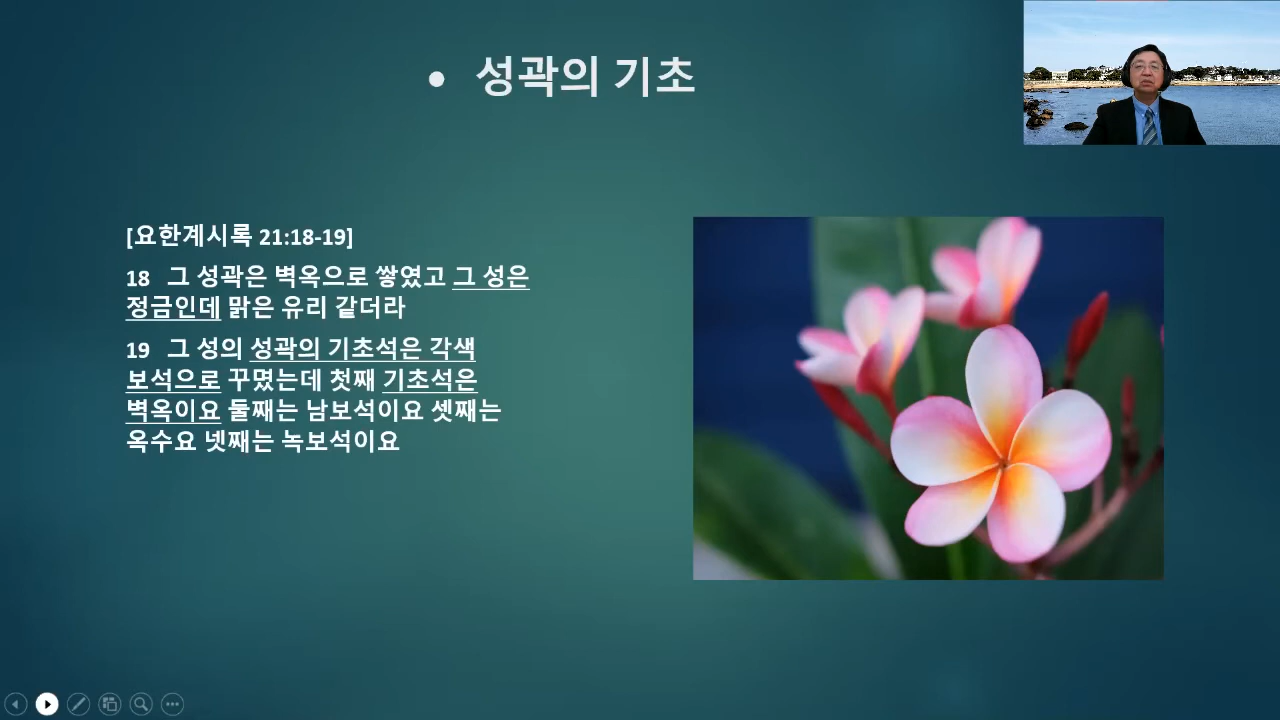 • 성곽의 기초
[요한계시록 21:18-19]
18 그 성곽은 벽옥으로 쌓였고 그 성은
정금인데 맑은 유리 같더라
19 그 성의 성곽의 기초석은 각색
보석으로 꾸몄는데 첫째 기초석은
벽옥이요 둘째는 남보석이요 셋째는
옥수요 넷째는 녹보석이요